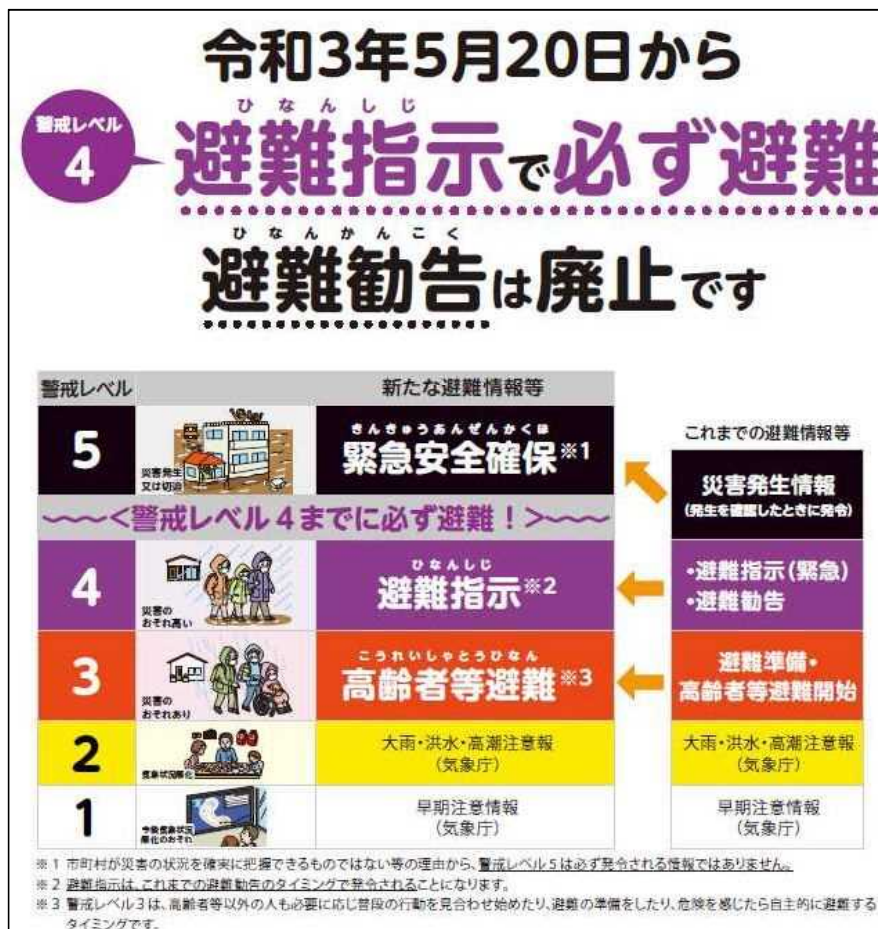 令和3年5月20日から
警戒レベル
4
ひなんしじ
避難指示で必ず避難
ひなんかんこく
避難勧告は廃止です
警戒レベル
新たな避難情報等
これまでの避難情報等
5
災害発生
又は切迫
きんきゅうあんぜんかくほ
緊急安全確保※1
災害発生情報
(発生を確認したときに発令)
〜〜〜<警戒レベル4までに必ず避難!>〜〜〜
4
災害の
おそれ高い
ひなんしじ
避難指示※2
・避難指示(緊急)
・避難勧告
3
災害の
おそれあり
こうれいしゃとうひなん
高齢者等避難※3
避難準備・
高齢者等避難開始
2
気象状況悪化
大雨・洪水・高潮注意報
(気象庁)
大雨・洪水・高潮注意報
(気象庁)
1
今後気象状況
悪化のおそれ
早期注意情報
(気象庁)
早期注意情報
(気象庁)
※1 市町村が災害の状況を確実に把握できるものではない等の理由から、警戒レベル5は必ず発令される情報ではありません。
※2 避難指示は、これまでの避難勧告のタイミングで発令されることになります。
※3 警戒レベル3は、高齢者等以外の人も必要に応じ普段の行動を見合わせ始めたり、避難の準備をしたり、危険を感じたら自主的に避難する
タイミングです。